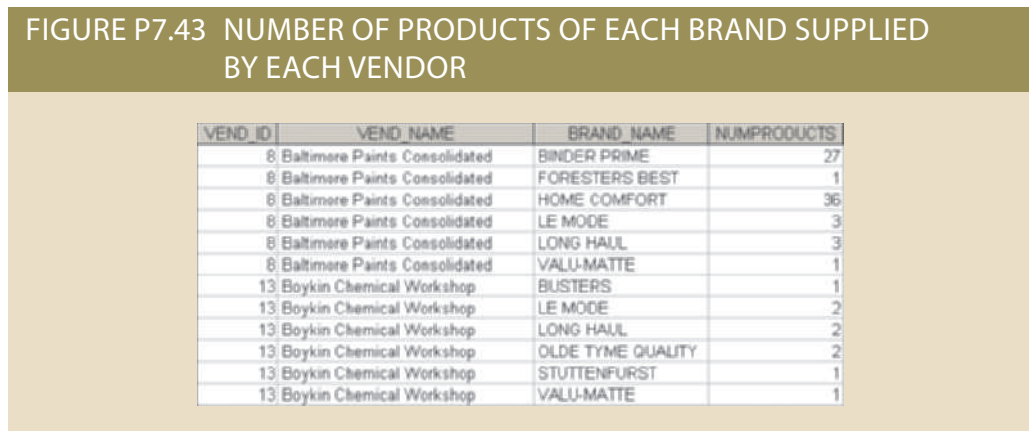 FIGURE P7.43 NUMBER OF PRODUCTS OF EACH BRAND SUPPLIED
BY EACH VENDOR
VEND_ID VEND_NAME BRAND_NAME NUMPRODUCTS
8 Baltimore Paints Consolidated BINDER PRIME 27
8 Baltimore Paints Consolidated FORESTERS BEST 1
8 Baltimore Paints Consolidated HOME COMFORT 36
8 Baltimore Paints Consolidated LE MODE 3
8 Baltimore Paints Consolidated LONG HAUL 3
8 Baltimore Paints Consolidated VALU-MATTE 1
13 Boykin Chemical Workshop BUSTERS 1
13 Boykin Chemical Workshop LE MODE 2
13 Boykin Chemical Workshop LONG HAUL 2
13 Boykin Chemical Workshop OLDE TYME QUALITY 2
13 Boykin Chemical Workshop STUTTENFURST 1
13 Boykin Chemical Workshop VALU-MATTE 1